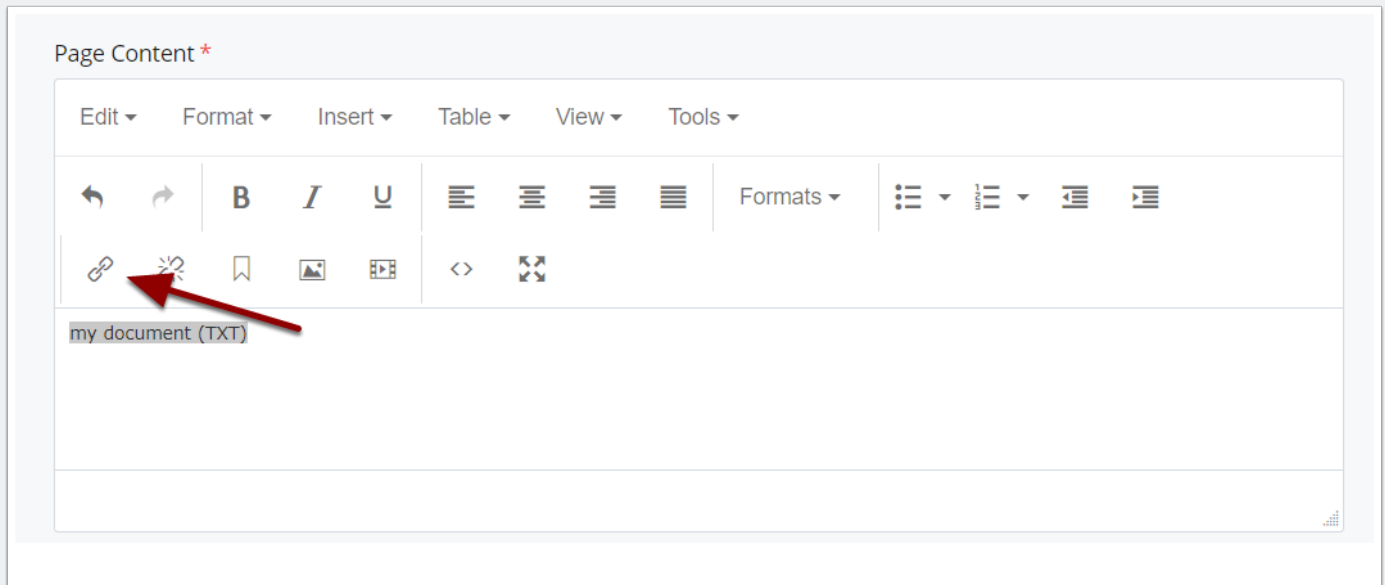 Page Content *
Edit Format Insert Table View Tools
B I U Formats
my document (TXT)